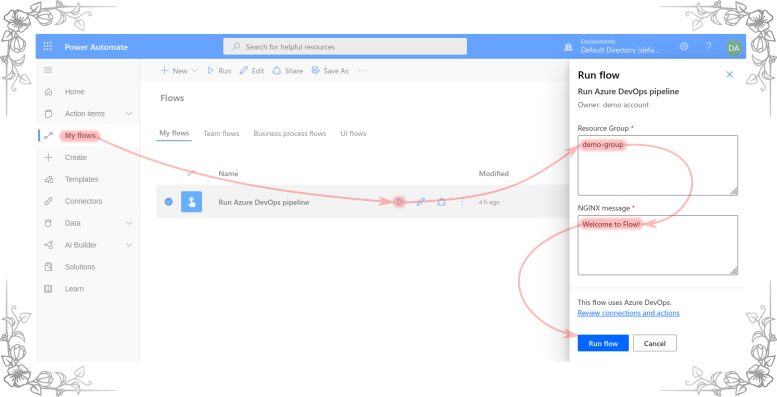 Power Automate
Search for helpful resources
Environments
Default Directory (defa...
?
DA
New
Run
Edit
Share
Save As
...
Home
Action items
My flows
Create
Templates
Connectors
Data
AI Builder
Solutions
Learn
Flows
My flows
Team flows
Business process flows
UI flows
Name
Modified
Run Azure DevOps pipeline
4 h ago
Run flow
Run Azure DevOps pipeline
Owner: demo account
Resource Group *
demo-group
NGINX message *
Welcome to Flow!
This flow uses Azure DevOps.
Review connections and actions
Run flow
Cancel